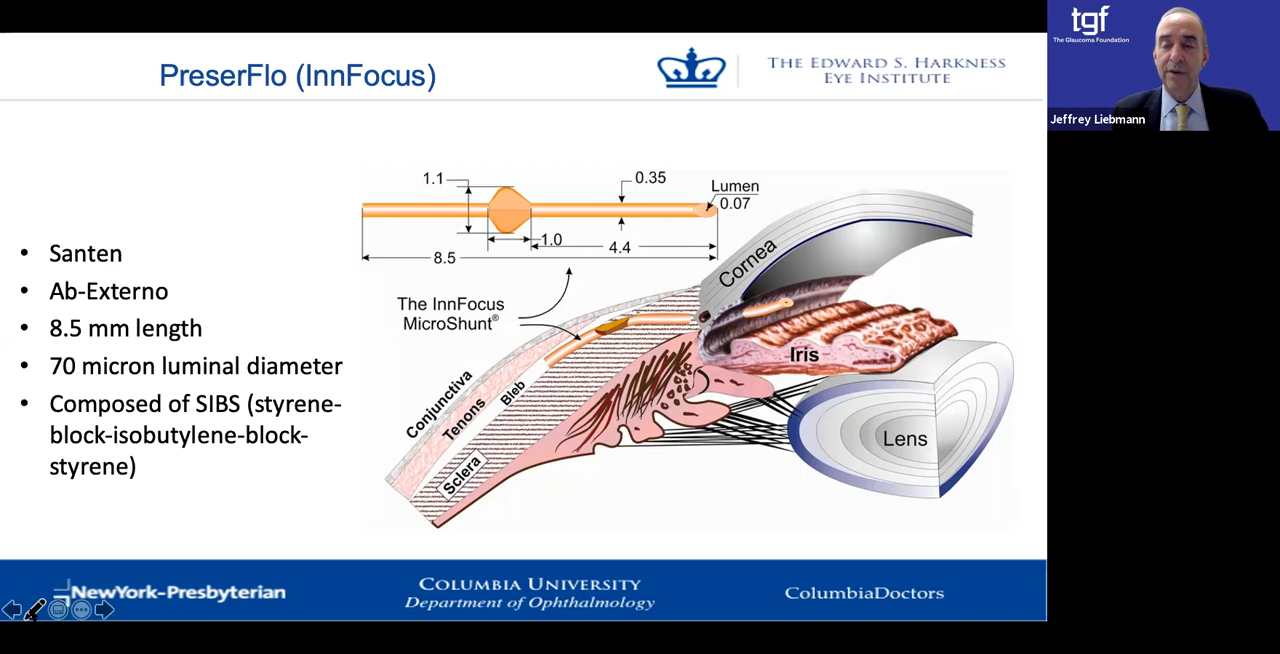 PreserFlo (InnFocus)
THE EDWARD S. HARKNESS
EYE INSTITUTE
tgf
The Glaucoma Foundation
Jeffrey Liebmann
• Santen
• Ab-Externo
• 8.5 mm length
• 70 micron luminal diameter
• Composed of SIBS (styrene-
block-isobutylene-block-
styrene)
1.1
0.35
Lumen
0.07
1.0
4.4
8.5
The InnFocus
MicroShunt®
Cornea
Iris
Lens
Conjunctiva
Tenons
Bleb
Sclera
NewYork-Presbyterian
COLUMBIA UNIVERSITY
Department of Ophthalmology
ColumbiaDoctors